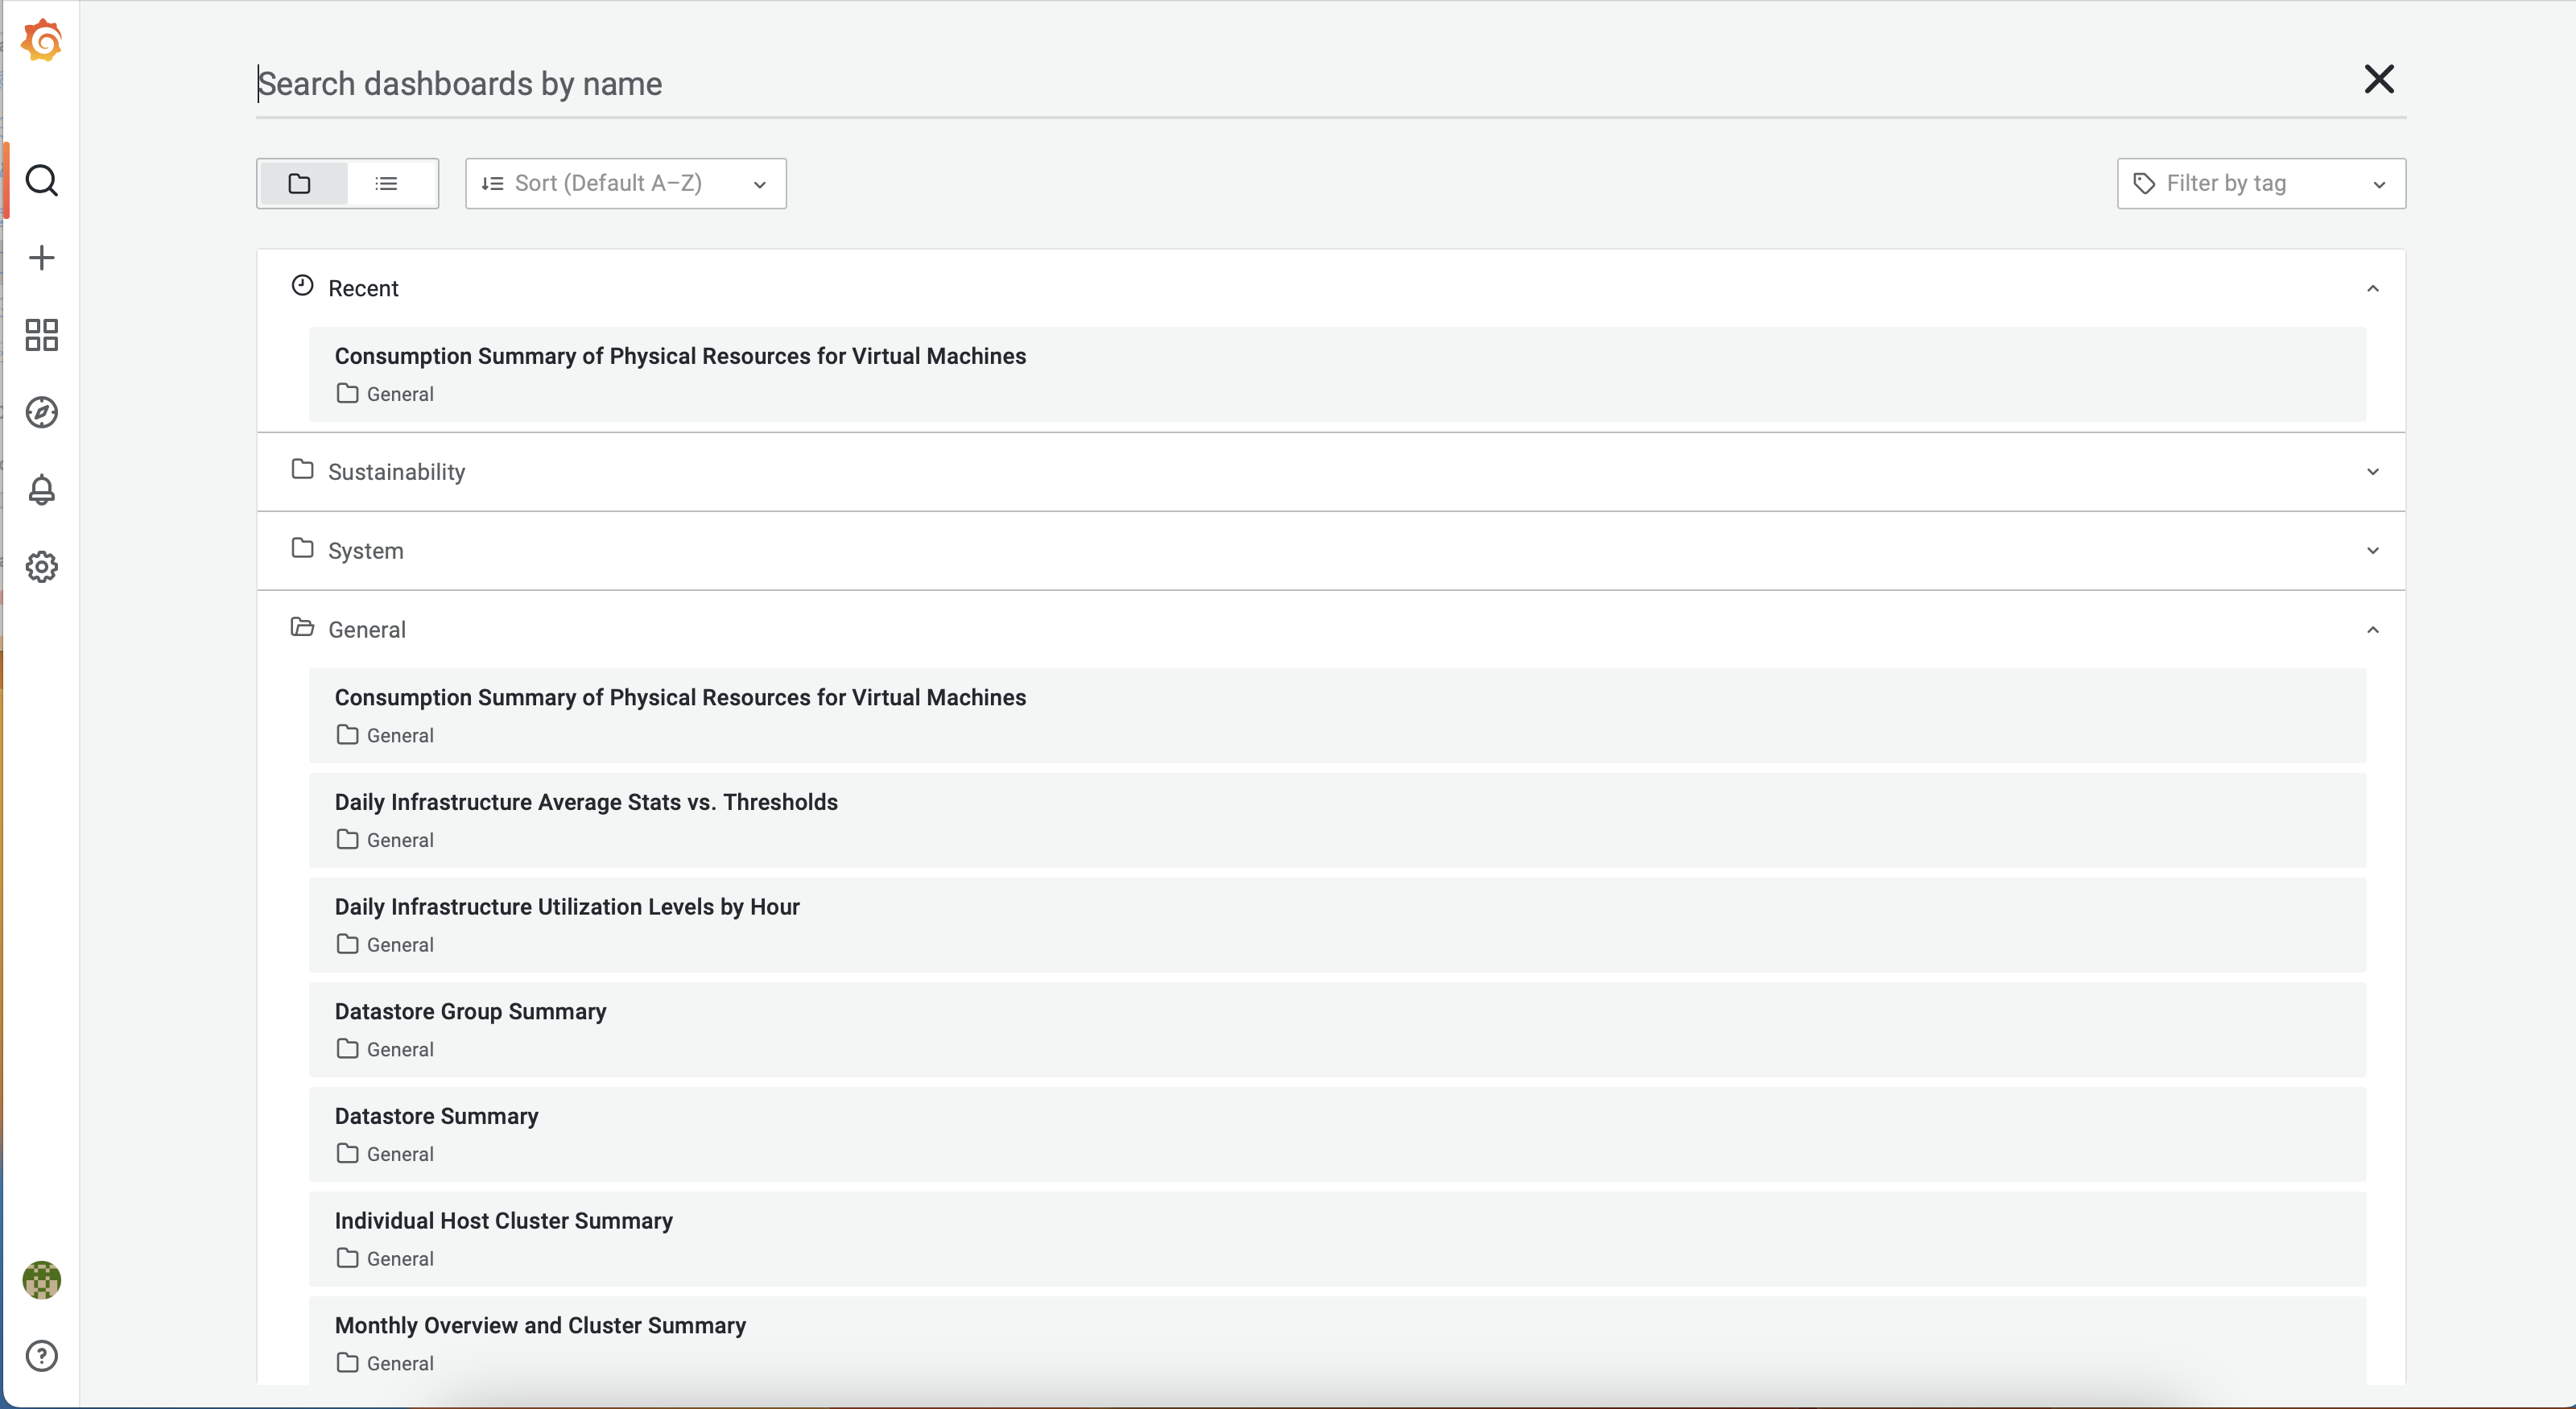 Search dashboards by name
Sort (Default A–Z)
Filter by tag
Recent
Consumption Summary of Physical Resources for Virtual Machines
General
Sustainability
System
General
Consumption Summary of Physical Resources for Virtual Machines
General
Daily Infrastructure Average Stats vs. Thresholds
General
Daily Infrastructure Utilization Levels by Hour
General
Datastore Group Summary
General
Datastore Summary
General
Individual Host Cluster Summary
General
Monthly Overview and Cluster Summary
General